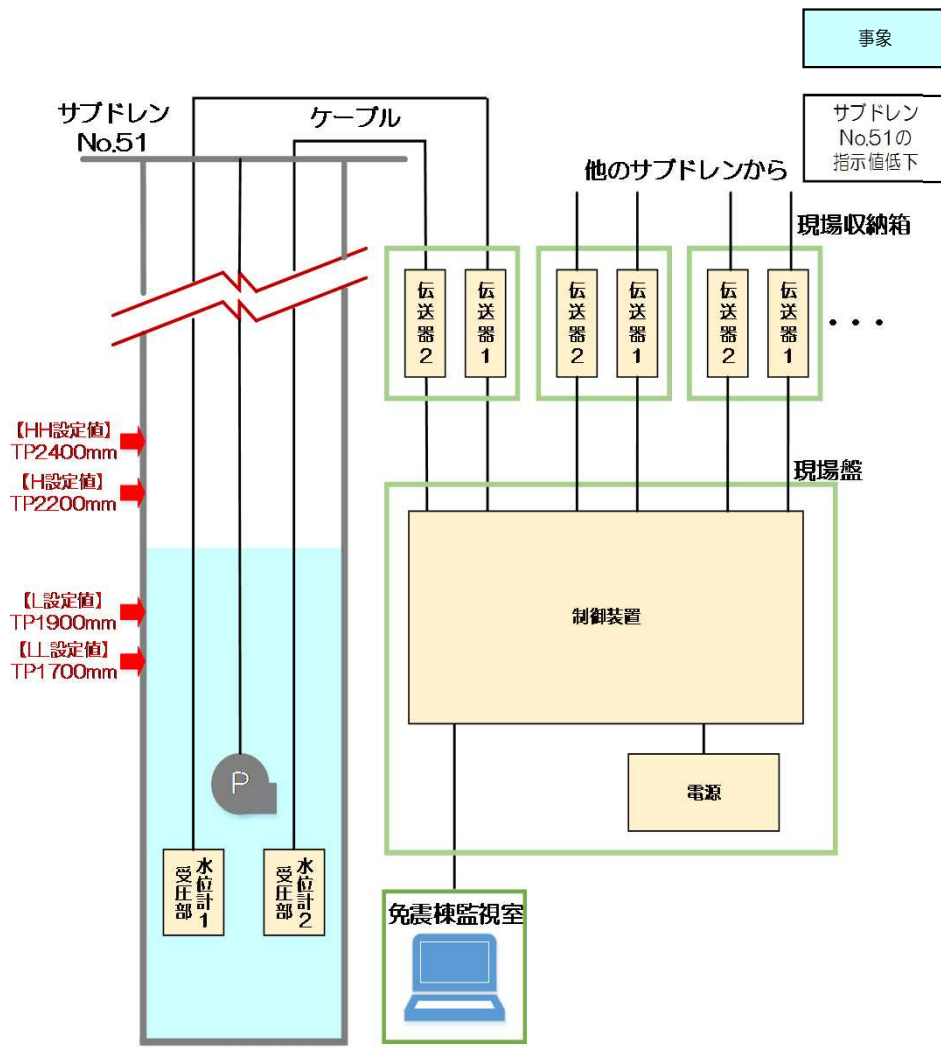 事象
サブドレン
No.51の
指示値低下
サブドレン
No.51
ケーブル
他のサブドレンから
現場収納箱
伝送器2
伝送器1
伝送器2
伝送器1
伝送器2
伝送器1
・・・
【HH設定値】
TP2400mm
【H設定値】
TP2200mm
【L設定値】
TP1900mm
【LL設定値】
TP1700mm
現場盤
制御装置
電源
P
水位計1
受圧部
水位計2
受圧部
免震棟監視室